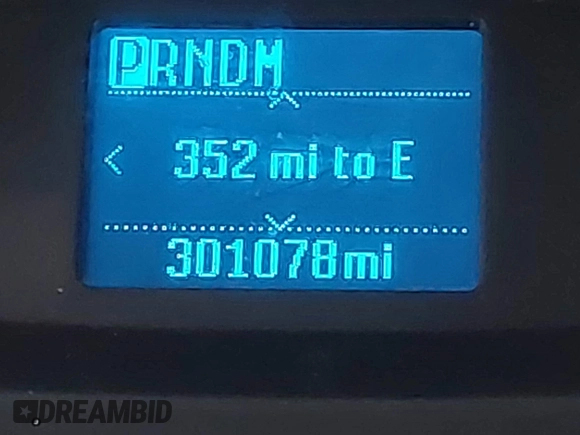 PRNDM
< 352 mi to E
301078mi
DREAMBID